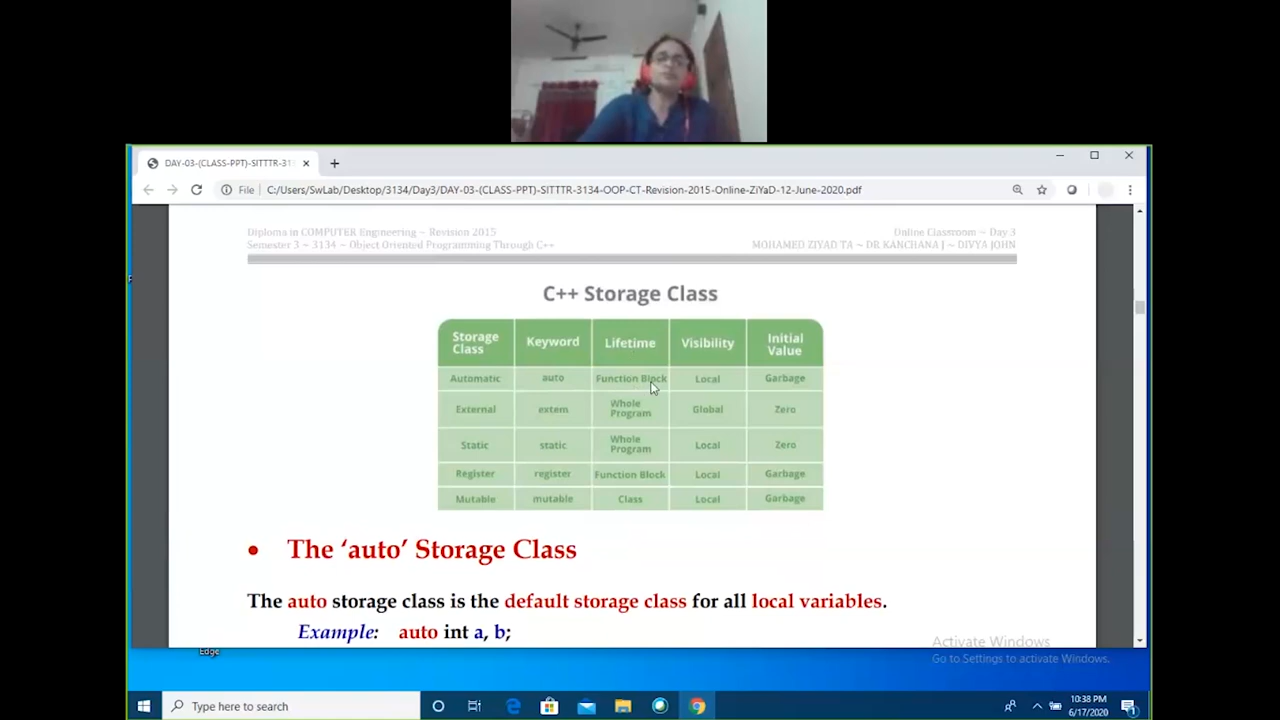 DAY-03-(CLASS-PPT)-SITTTR-313
File C:/Users/SwLab/Desktop/3134/Day3/DAY-03-(CLASS-PPT)-SITTTR-3134-OOP-CT-Revision-2015-Online-ZiYaD-12-June-2020.pdf
Diploma in COMPUTER Engineering ~ Revision 2015 Online Classroom ~ Day 3
Semester 3 ~ 3134 ~ Object Oriented Programming Through C++ MOHAMED ZIYAD TA ~ DR KANCHANA J ~ DIVYA JOHN
C++ Storage Class
Storage Class Keyword Lifetime Visibility Initial Value
Automatic auto Function Block Local Garbage
External extern Whole Program Global Zero
Static static Whole Program Local Zero
Register register Function Block Local Garbage
Mutable mutable Class Local Garbage
• The ‘auto’ Storage Class
The auto storage class is the default storage class for all local variables.
Example: auto int a, b;
Activate Windows
Go to Settings to activate Windows.
Edge
Type here to search
10:38 PM
6/17/2020